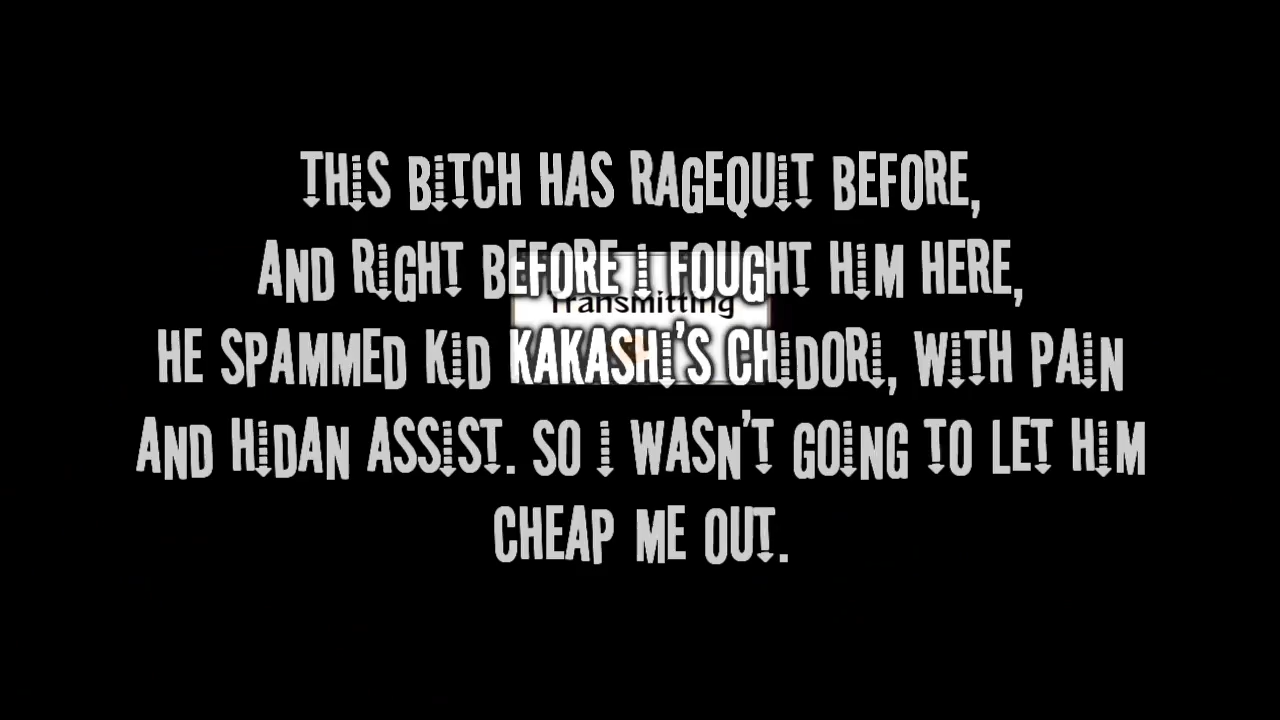 THIS BITCH HAS RAGEQUIT BEFORE,
AND RIGHT BEFORE I FOUGHT HIM HERE,
Transmitting
HE SPAMMED KID KAKASHI'S CHIDORI, WITH PAIN
AND HIDAN ASSIST. SO I WASN'T GOING TO LET HIM
CHEAP ME OUT.